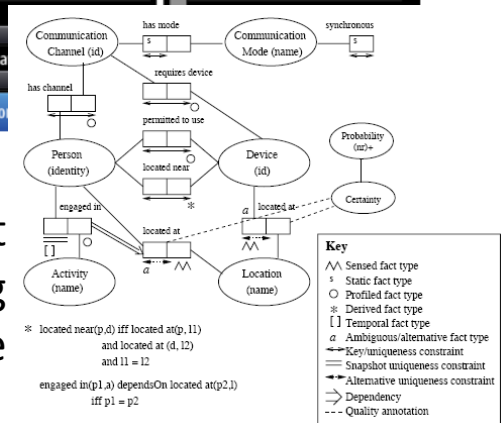 has mode
synchronous
Communication
Channel (id)
s
Communication
Mode (name)
s
requires device
has channel
permitted to use
Probability
(nr)+
Person
(identity)
Device
(id)
located near
*
Certainty
engaged in
a
located at
located at
[ ]
a
Activity
(name)
Location
(name)
Key
Sensed fact type
s Static fact type
Profiled fact type
* Derived fact type
[ ] Temporal fact type
a Ambiguous/alternative fact type
Key/uniqueness constraint
Snapshot uniqueness constraint
Alternative uniqueness constraint
Dependency
Quality annotation
* located near(p,d) iff located at(p, l1)
and located at (d, l2)
and l1 = l2
engaged in(p1,a) dependsOn located at(p2,l)
iff p1 = p2